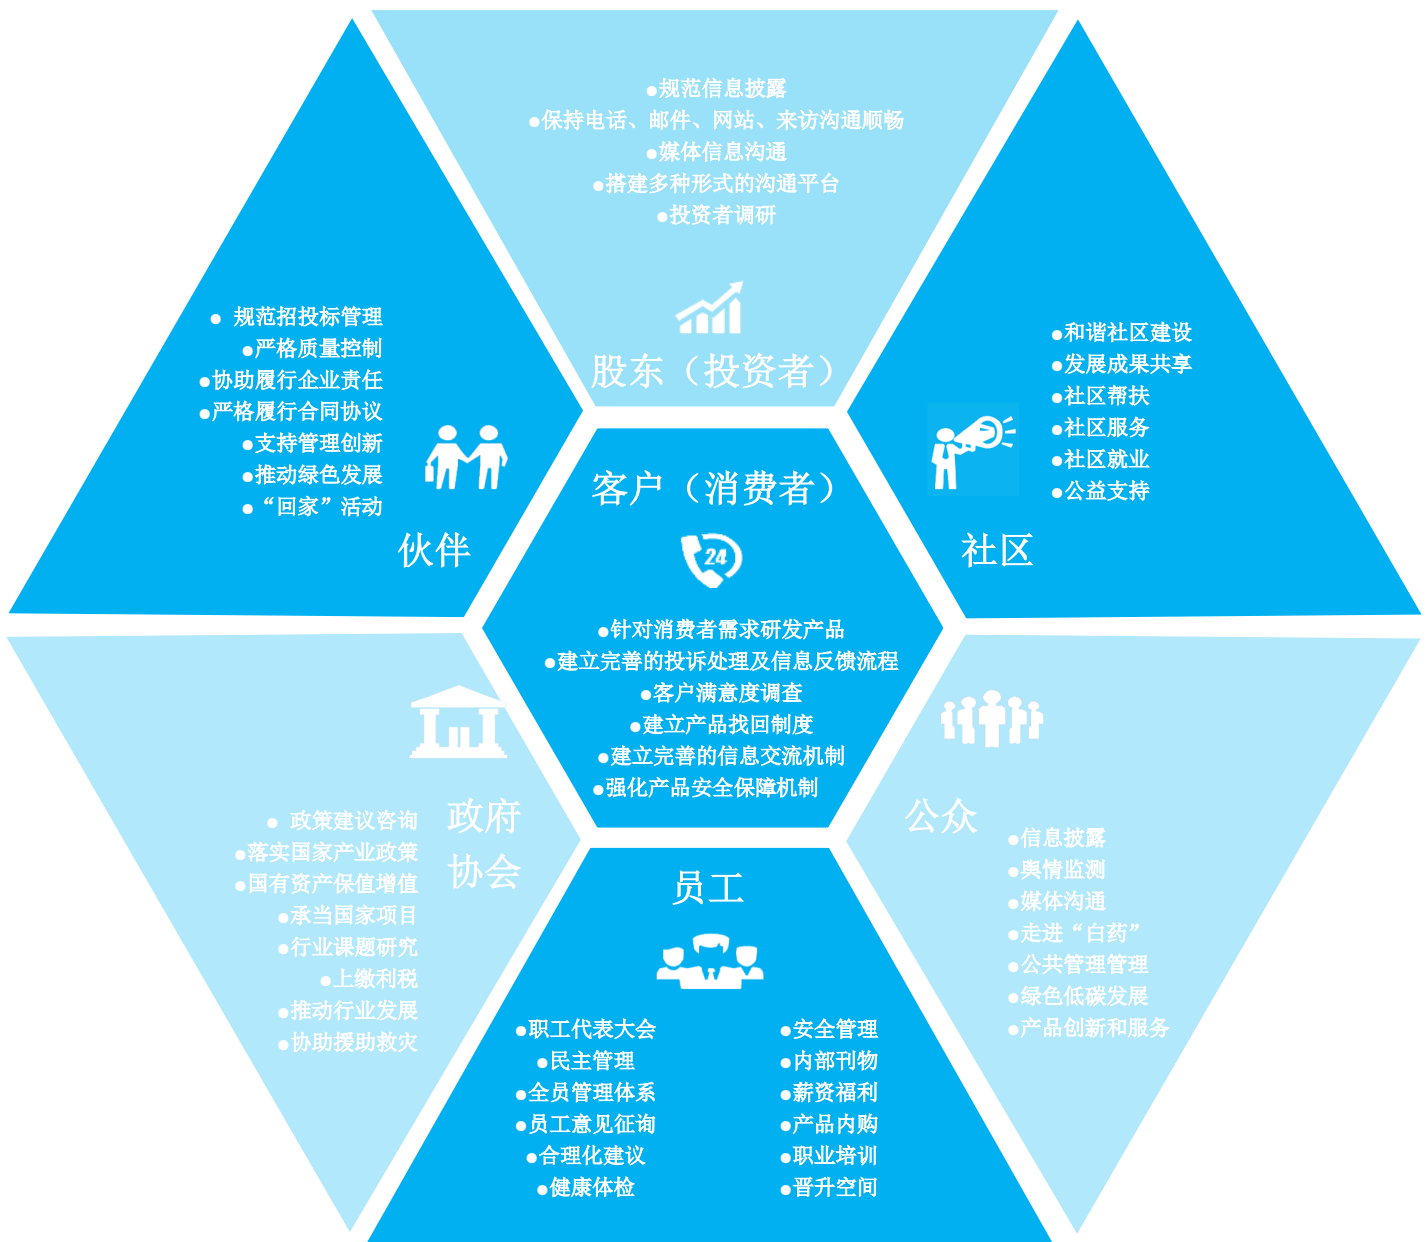 ●规范信息披露
●保持电话、邮件、网站、来访沟通顺畅
●媒体信息沟通
●搭建多种形式的沟通平台
●投资者调研
股东（投资者）
● 规范招投标管理
●严格质量控制
●协助履行企业责任
●严格履行合同协议
●支持管理创新
●推动绿色发展
●“回家”活动
伙伴
●和谐社区建设
●发展成果共享
●社区帮扶
●社区服务
●社区就业
●公益支持
社区
客户（消费者）
24
●针对消费者需求研发产品
●建立完善的投诉处理及信息反馈流程
●客户满意度调查
●建立产品找回制度
●建立完善的信息交流机制
●强化产品安全保障机制
政府
协会
● 政策建议咨询
●落实国家产业政策
●国有资产保值增值
●承当国家项目
●行业课题研究
●上缴利税
●推动行业发展
●协助援助救灾
公众
●信息披露
●舆情监测
●媒体沟通
●走进“白药”
●公共管理管理
●绿色低碳发展
●产品创新和服务
员工
●职工代表大会
●民主管理
●全员管理体系
●员工意见征询
●合理化建议
●健康体检
●安全管理
●内部刊物
●薪资福利
●产品内购
●职业培训
●晋升空间